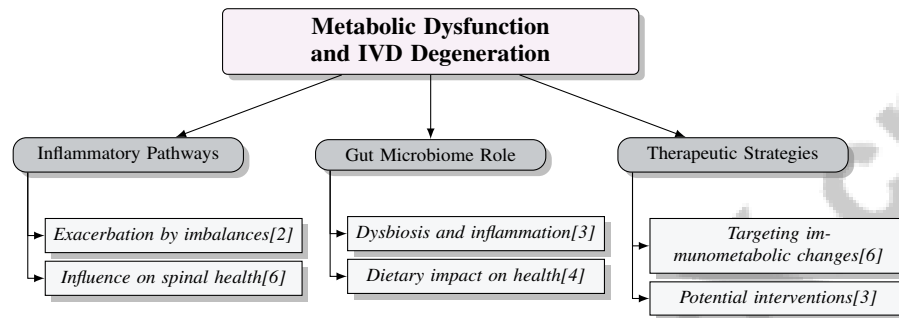 Metabolic Dysfunction
and IVD Degeneration
Inflammatory Pathways
Gut Microbiome Role
Therapeutic Strategies
Exacerbation by imbalances[2]
Influence on spinal health[6]
Dysbiosis and inflammation[3]
Dietary impact on health[4]
Targeting im-
munometabolic changes[6]
Potential interventions[3]